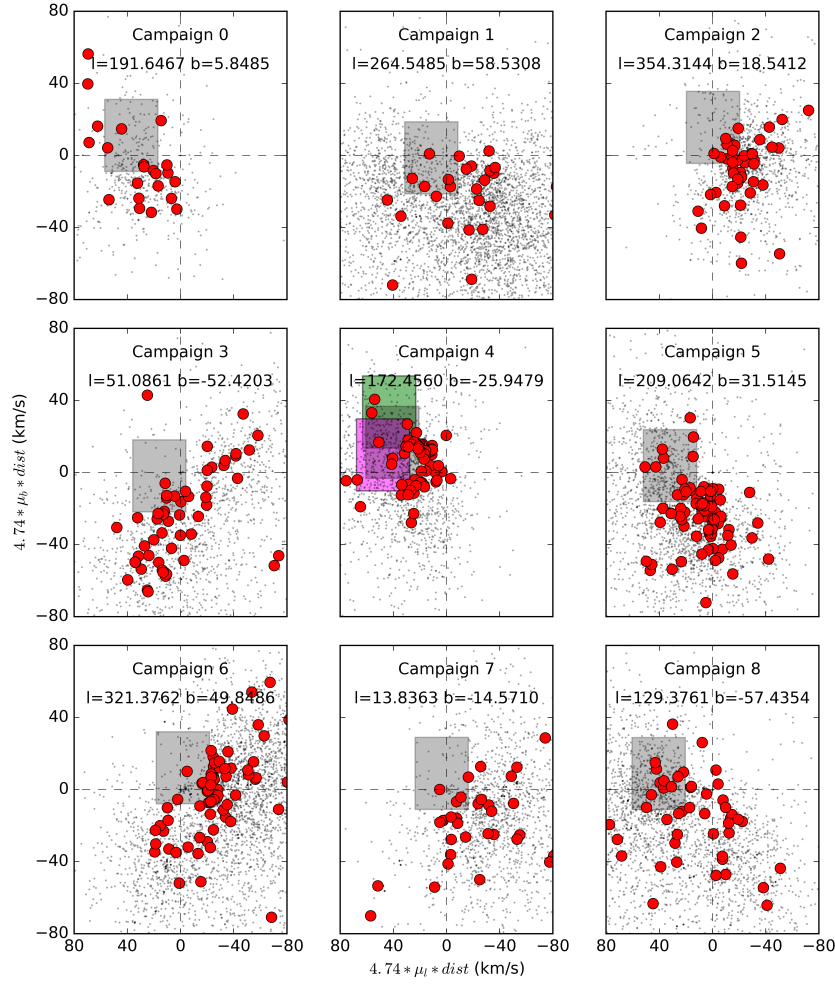 80
40
0
−40
−80
Campaign 0
l=191.6467 b=5.8485
Campaign 1
l=264.5485 b=58.5308
Campaign 2
l=354.3144 b=18.5412
80
40
0
−40
−80
4.74∗μ_b∗dist (km/s)
Campaign 3
l=51.0861 b=-52.4203
Campaign 4
l=172.4560 b=-25.9479
Campaign 5
l=209.0642 b=31.5145
80
40
0
−40
−80
Campaign 6
l=321.3762 b=49.8486
Campaign 7
l=13.8363 b=-14.5710
Campaign 8
l=129.3761 b=-57.4354
80 40 0 −40 −80
80 40 0 −40 −80
80 40 0 −40 −80
4.74∗μ_l∗dist (km/s)